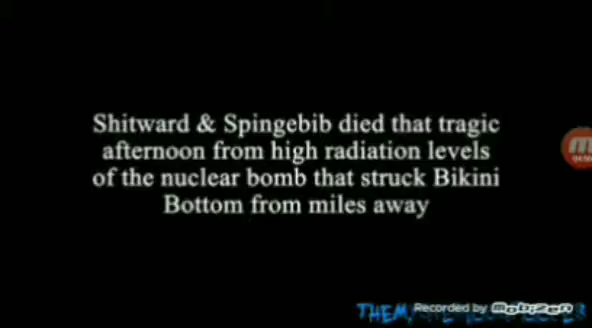 Shitward & Spingebib died that tragic
afternoon from high radiation levels
of the nuclear bomb that struck Bikini
Bottom from miles away
Recorded by
mobizen